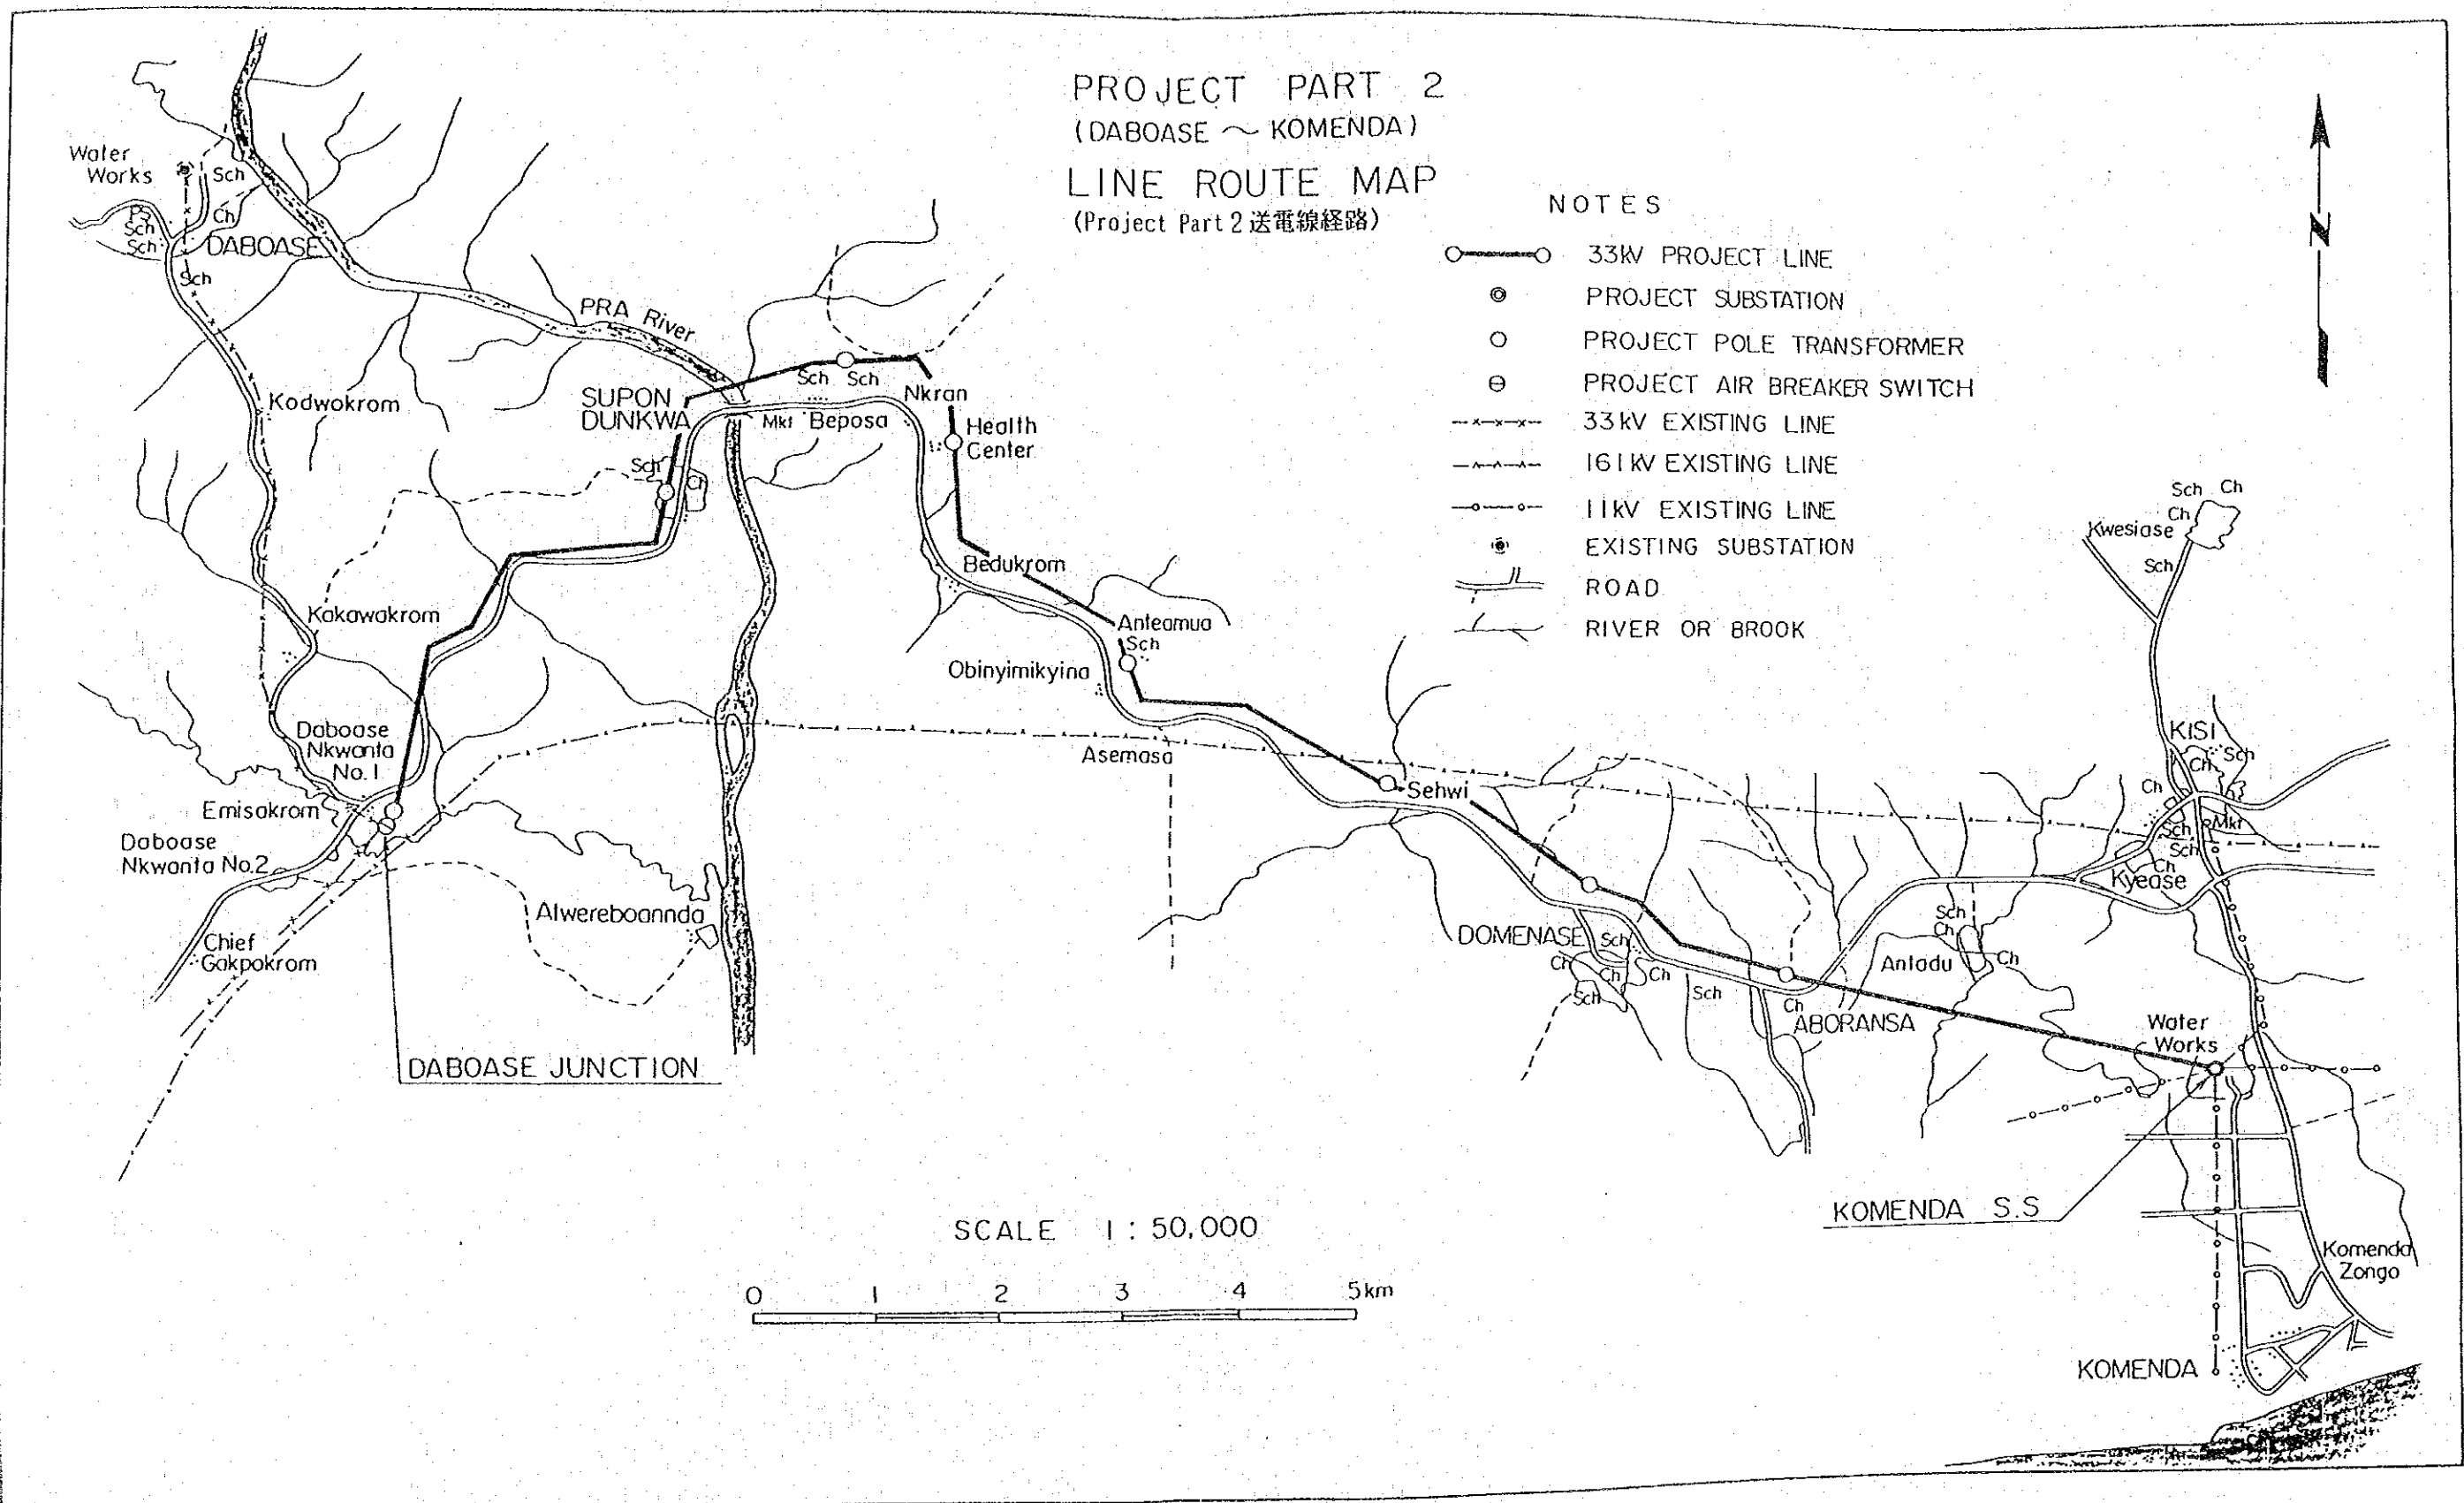 PROJECT PART 2
(DABOASE ～ KOMENDA)
LINE ROUTE MAP
(Project Part 2 送電線経路)
NOTES
33kV PROJECT LINE
PROJECT SUBSTATION
PROJECT POLE TRANSFORMER
PROJECT AIR BREAKER SWITCH
33kV EXISTING LINE
161kV EXISTING LINE
11kV EXISTING LINE
EXISTING SUBSTATION
ROAD
RIVER OR BROOK
N
Water
Works
Sch
Ch
PS
Sch
Sch
DABOASE
Sch
PRA River
Kodwokrom
SUPON
DUNKWA
Sch
Ch
Sch Sch
Mkt Beposa
Nkran
Health
Center
Bedukrom
Anteamua
Sch
Obinyimikyina
Kakawakrom
Daboase
Nkwanta
No.1
Emisakrom
Daboase
Nkwanta No.2
Chief
Gakpokrom
Alwereboannda
DABOASE JUNCTION
Asemasa
Sehwi
DOMENASE
Sch
Ch
Ch
Ch
Sch
Sch
Ch
ABORANSA
Antadu
Sch
Ch
Ch
Sch Ch
Ch
Kwesiase
Sch
KISI
Sch
Ch
Ch
Mkt
Sch
Sch
Ch
Kyease
Water
Works
KOMENDA S.S
Komenda
Zongo
KOMENDA
SCALE 1 : 50,000
0 1 2 3 4 5km